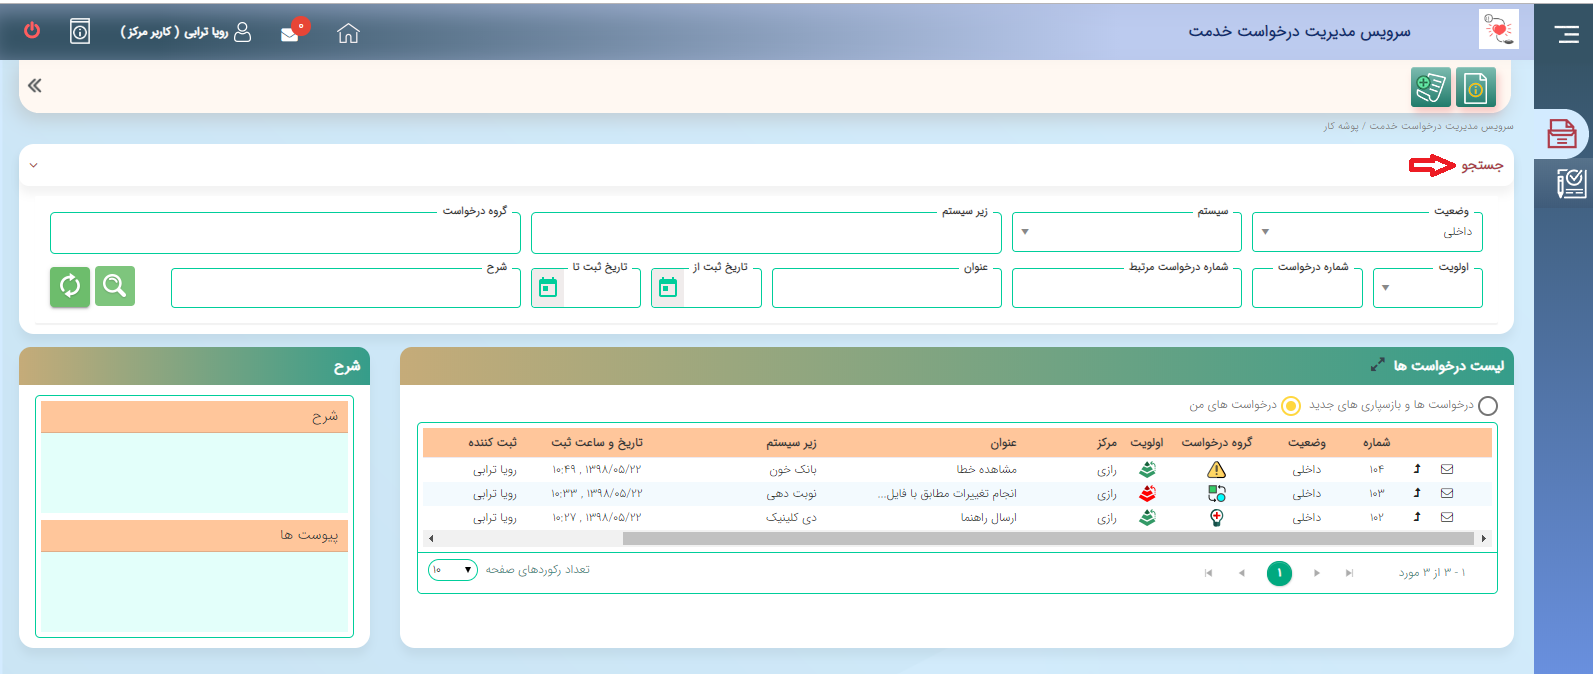 سرویس مدیریت درخواست خدمت
۰
رویا ترابی ( کاربر مرکز )
سرویس مدیریت درخواست خدمت / پوشه کار
جستجو
وضعیت سیستم زیر سیستم گروه درخواست
داخلی
اولویت شماره درخواست شماره درخواست مرتبط عنوان تاریخ ثبت از تاریخ ثبت تا شرح
لیست درخواست ها
درخواست ها و بازسپاری های جدید درخواست های من
شماره وضعیت گروه درخواست اولویت مرکز عنوان زیر سیستم تاریخ و ساعت ثبت ثبت کننده
۱۰۴ داخلی رازی مشاهده خطا بانک خون ۱۳۹۸/۰۵/۲۲ , ۱۰:۴۹ رویا ترابی
۱۰۳ داخلی رازی انجام تغییرات مطابق با فایل... نوبت دهی ۱۳۹۸/۰۵/۲۲ , ۱۰:۳۳ رویا ترابی
۱۰۲ داخلی رازی ارسال راهنما دی کلینیک ۱۳۹۸/۰۵/۲۲ , ۱۰:۲۷ رویا ترابی
۱ - ۳ از ۳ مورد ۱ تعداد رکوردهای صفحه ۱۰
شرح
شرح
پیوست ها